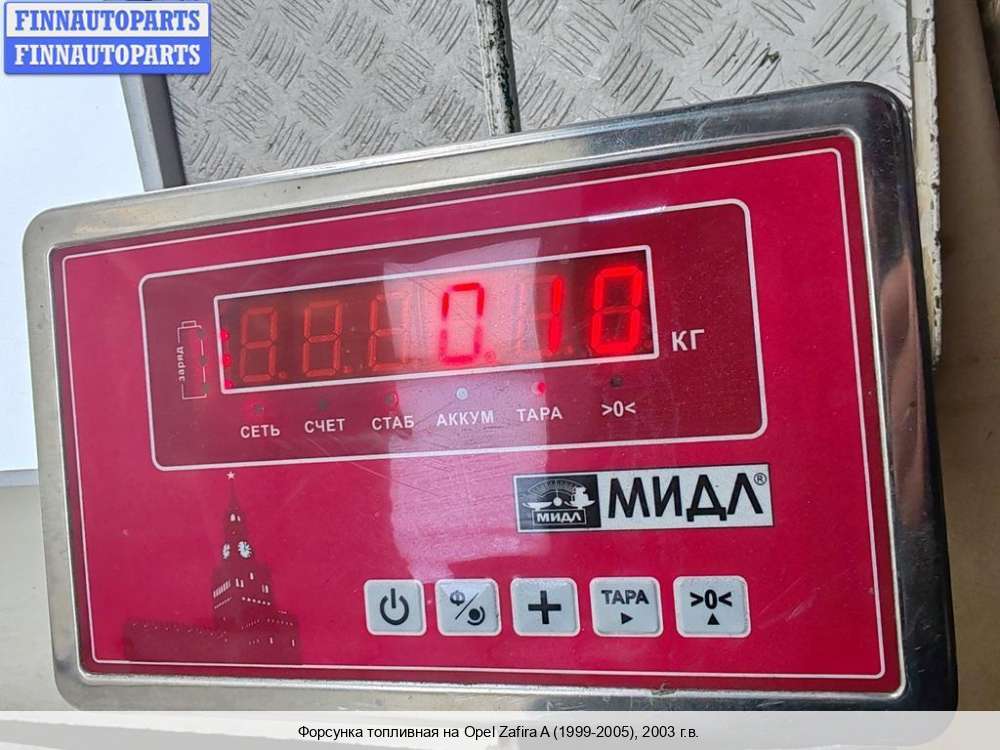 FINNAUTOPARTS
FINNAUTOPARTS
заряд
0.10 КГ
СЕТЬ СЧЕТ СТАБ АККУМ ТАРА >0<
МИДЛ МИДЛ®
Ф/ + ТАРА >0<
Форсунка топливная на Opel Zafira A (1999-2005), 2003 г.в.